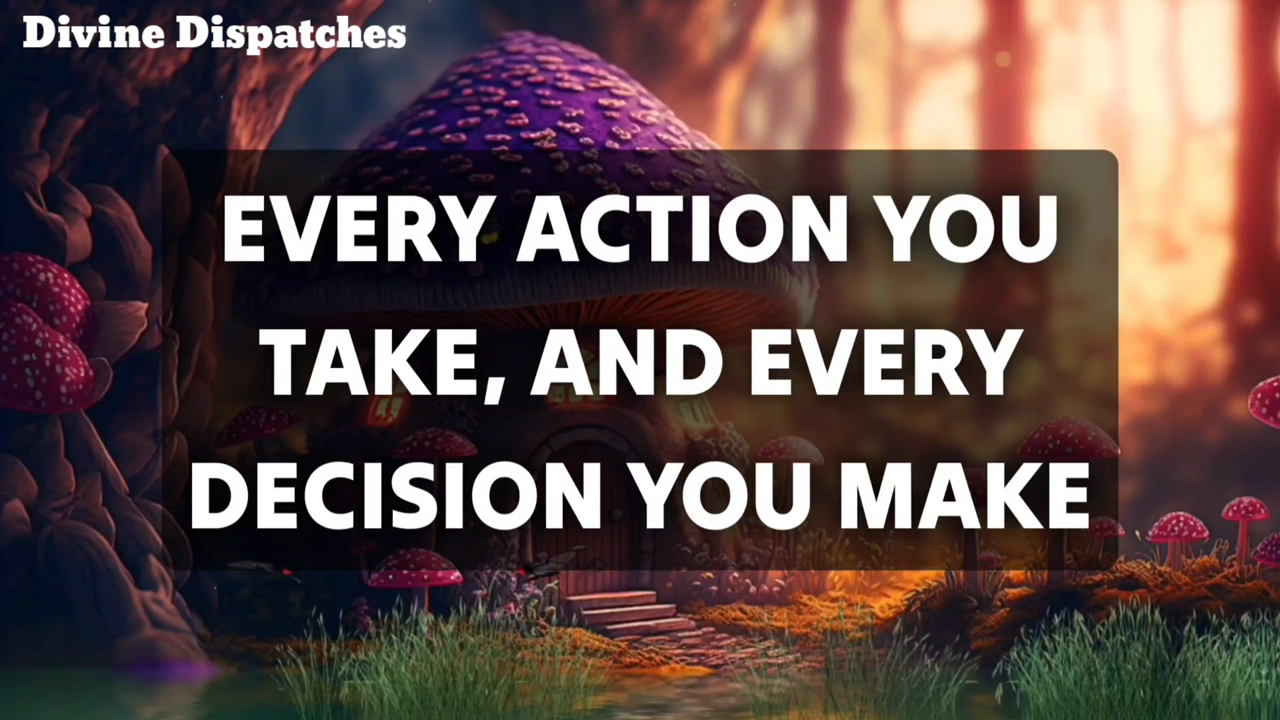 Divine Dispatches
EVERY ACTION YOU
TAKE, AND EVERY
DECISION YOU MAKE